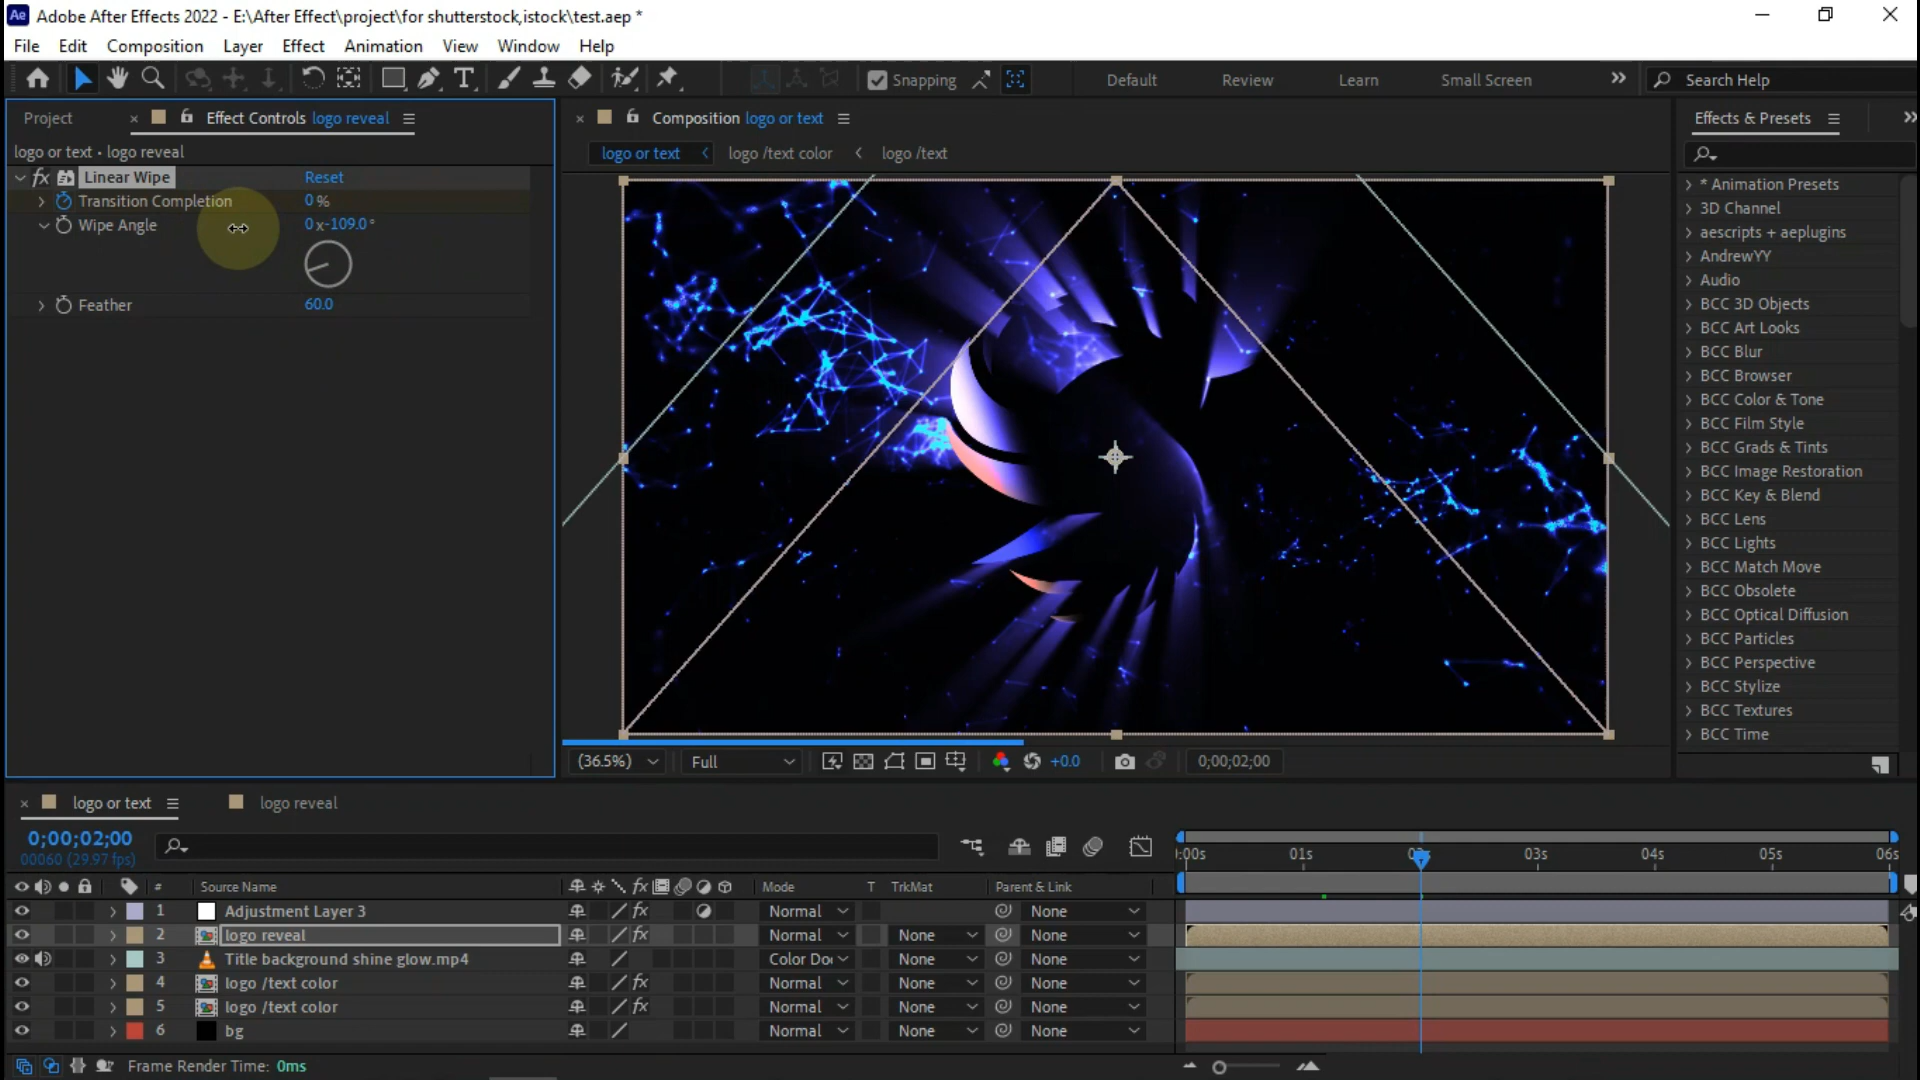 Ae Adobe After Effects 2022 - E:\After Effect\project\for shutterstock,istock\test.aep *
File Edit Composition Layer Effect Animation View Window Help
Snapping Default Review Learn Small Screen Search Help
Project Effect Controls logo reveal
logo or text • logo reveal
fx Linear Wipe Reset
Transition Completion 0 %
Wipe Angle 0 x-109.0 °
Feather 60.0
Composition logo or text
logo or text logo /text color logo /text
(36.5%) Full +0.0 0;00;02;00
Effects & Presets
* Animation Presets
3D Channel
aescripts + aeplugins
AndrewYY
Audio
BCC 3D Objects
BCC Art Looks
BCC Blur
BCC Browser
BCC Color & Tone
BCC Film Style
BCC Grads & Tints
BCC Image Restoration
BCC Key & Blend
BCC Lens
BCC Lights
BCC Match Move
BCC Obsolete
BCC Optical Diffusion
BCC Particles
BCC Perspective
BCC Stylize
BCC Textures
BCC Time
logo or text logo reveal
0;00;02;00
00060 (29.97 fps)
:00s 01s 02s 03s 04s 05s 06s
# Source Name fx Mode T TrkMat Parent & Link
1 Adjustment Layer 3 fx Normal None
2 logo reveal fx Normal None None
3 Title background shine glow.mp4 Color Do None None
4 logo /text color fx Normal None None
5 logo /text color fx Normal None None
6 bg Normal None None
Frame Render Time: 0ms